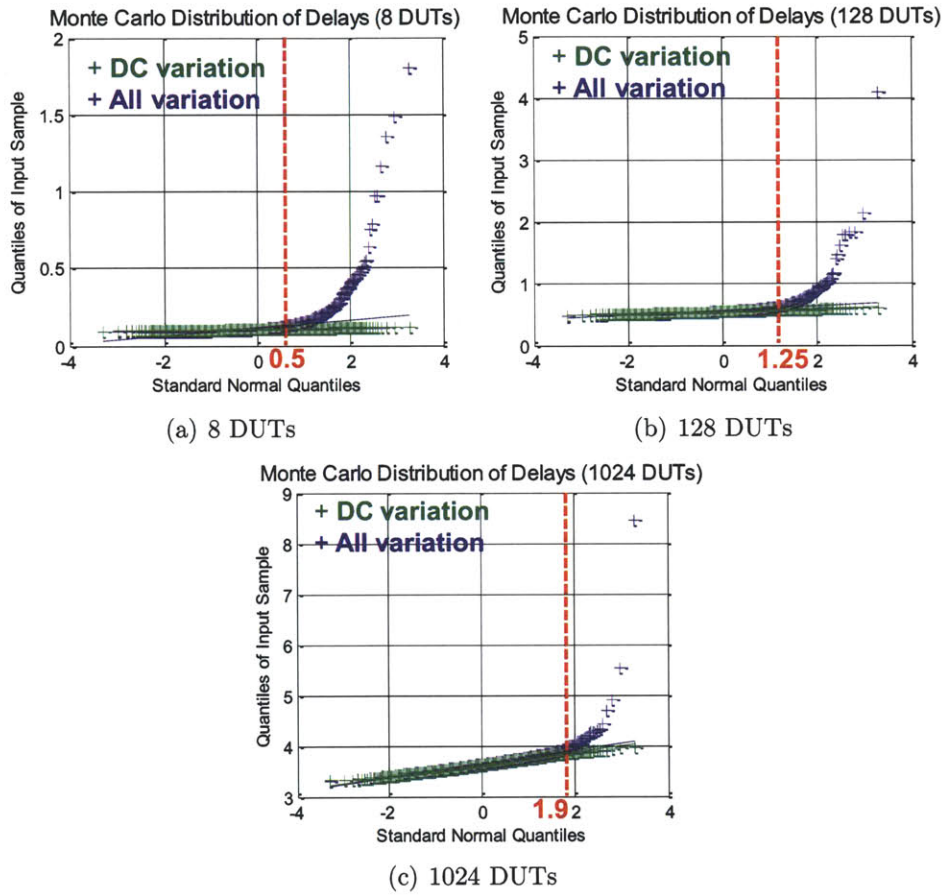 Monte Carlo Distribution of Delays (8 DUTs)
Quantiles of Input Sample
2
1.5
1
0.5
0
+ DC variation
+ All variation
-4
-2
0
0.5
2
4
Standard Normal Quantiles
(a) 8 DUTs
Monte Carlo Distribution of Delays (128 DUTs)
Quantiles of Input Sample
5
4
3
2
1
0
+ DC variation
+ All variation
-4
-2
0
1.25
2
4
Standard Normal Quantiles
(b) 128 DUTs
Monte Carlo Distribution of Delays (1024 DUTs)
Quantiles of Input Sample
9
8
7
6
5
4
3
+ DC variation
+ All variation
-4
-2
0
1.9
2
4
Standard Normal Quantiles
(c) 1024 DUTs